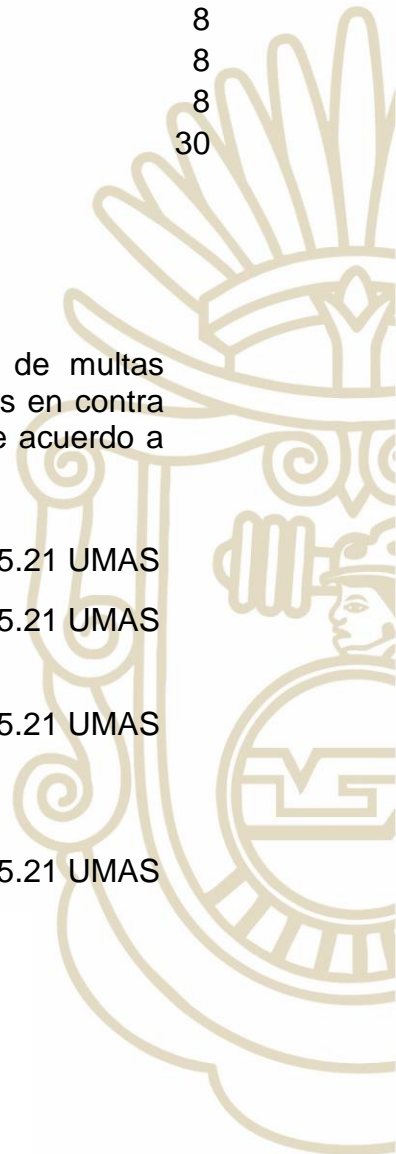 8
8
8
30
de multas
s en contra
e acuerdo a
5.21 UMAS
5.21 UMAS
5.21 UMAS
5.21 UMAS